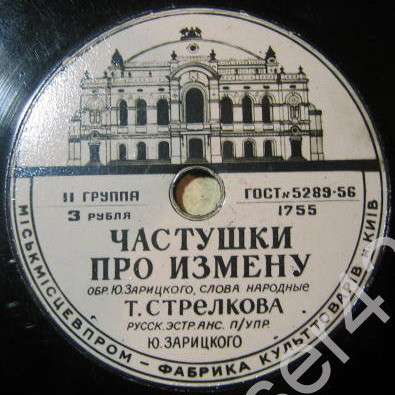 II ГРУППА
3 РУБЛЯ
ГОСТ № 5289-56
1755
ЧАСТУШКИ
ПРО ИЗМЕНУ
ОБР. Ю. ЗАРИЦКОГО, СЛОВА НАРОДНЫЕ
Т. СТРЕЛКОВА
РУССК. ЭСТР. АНС. П/УПР.
Ю. ЗАРИЦКОГО
МІСЬКМІСЦЕВПРОМ – ФАБРИКА КУЛЬТТОВАРІВ м. КИЇВ